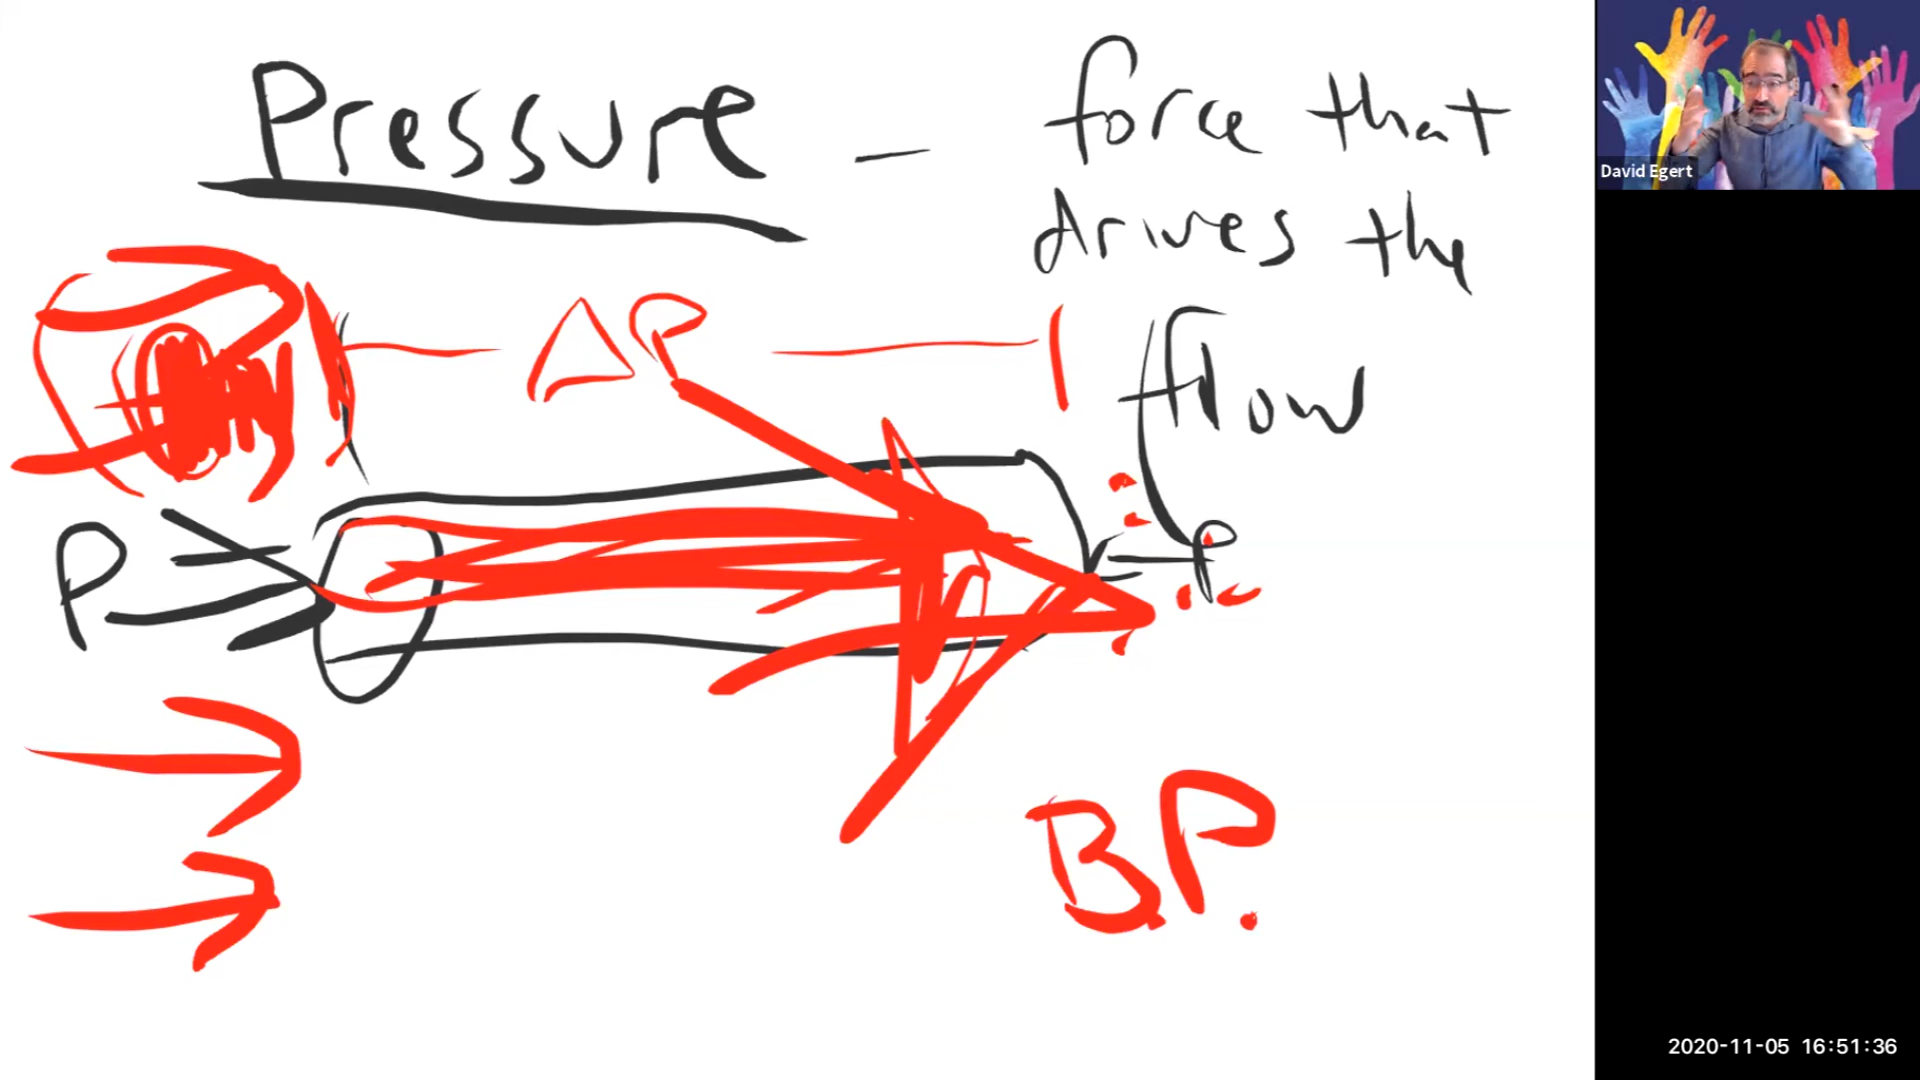 Pressure — force that
drives the
flow
ΔP
P
P
B.P.
David Egert
2020-11-05 16:51:36